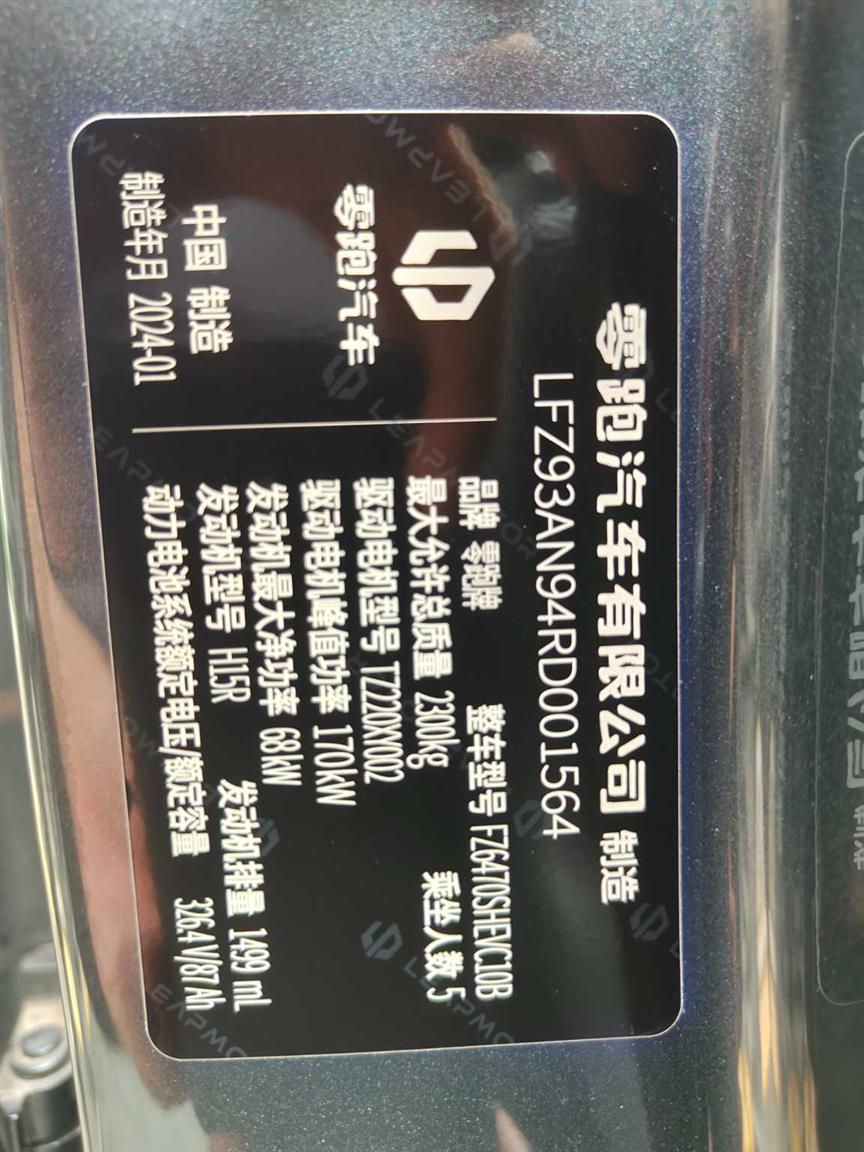 零跑汽车有限公司 制造
LFZ93AN94RD001564
零跑汽车
中国 制造
制造年月 2024-01
品牌 零跑牌 整车型号 FZ6470SHEVC10B
最大允许总质量 2300kg 乘坐人数 5
驱动电机型号 TZ220XY002
驱动电机峰值功率 170kW
发动机最大净功率 68kW
发动机型号 H15R 发动机排量 1499 mL
动力电池系统额定电压/额定容量 326.4 V/87 Ah
LEAPMOTOR